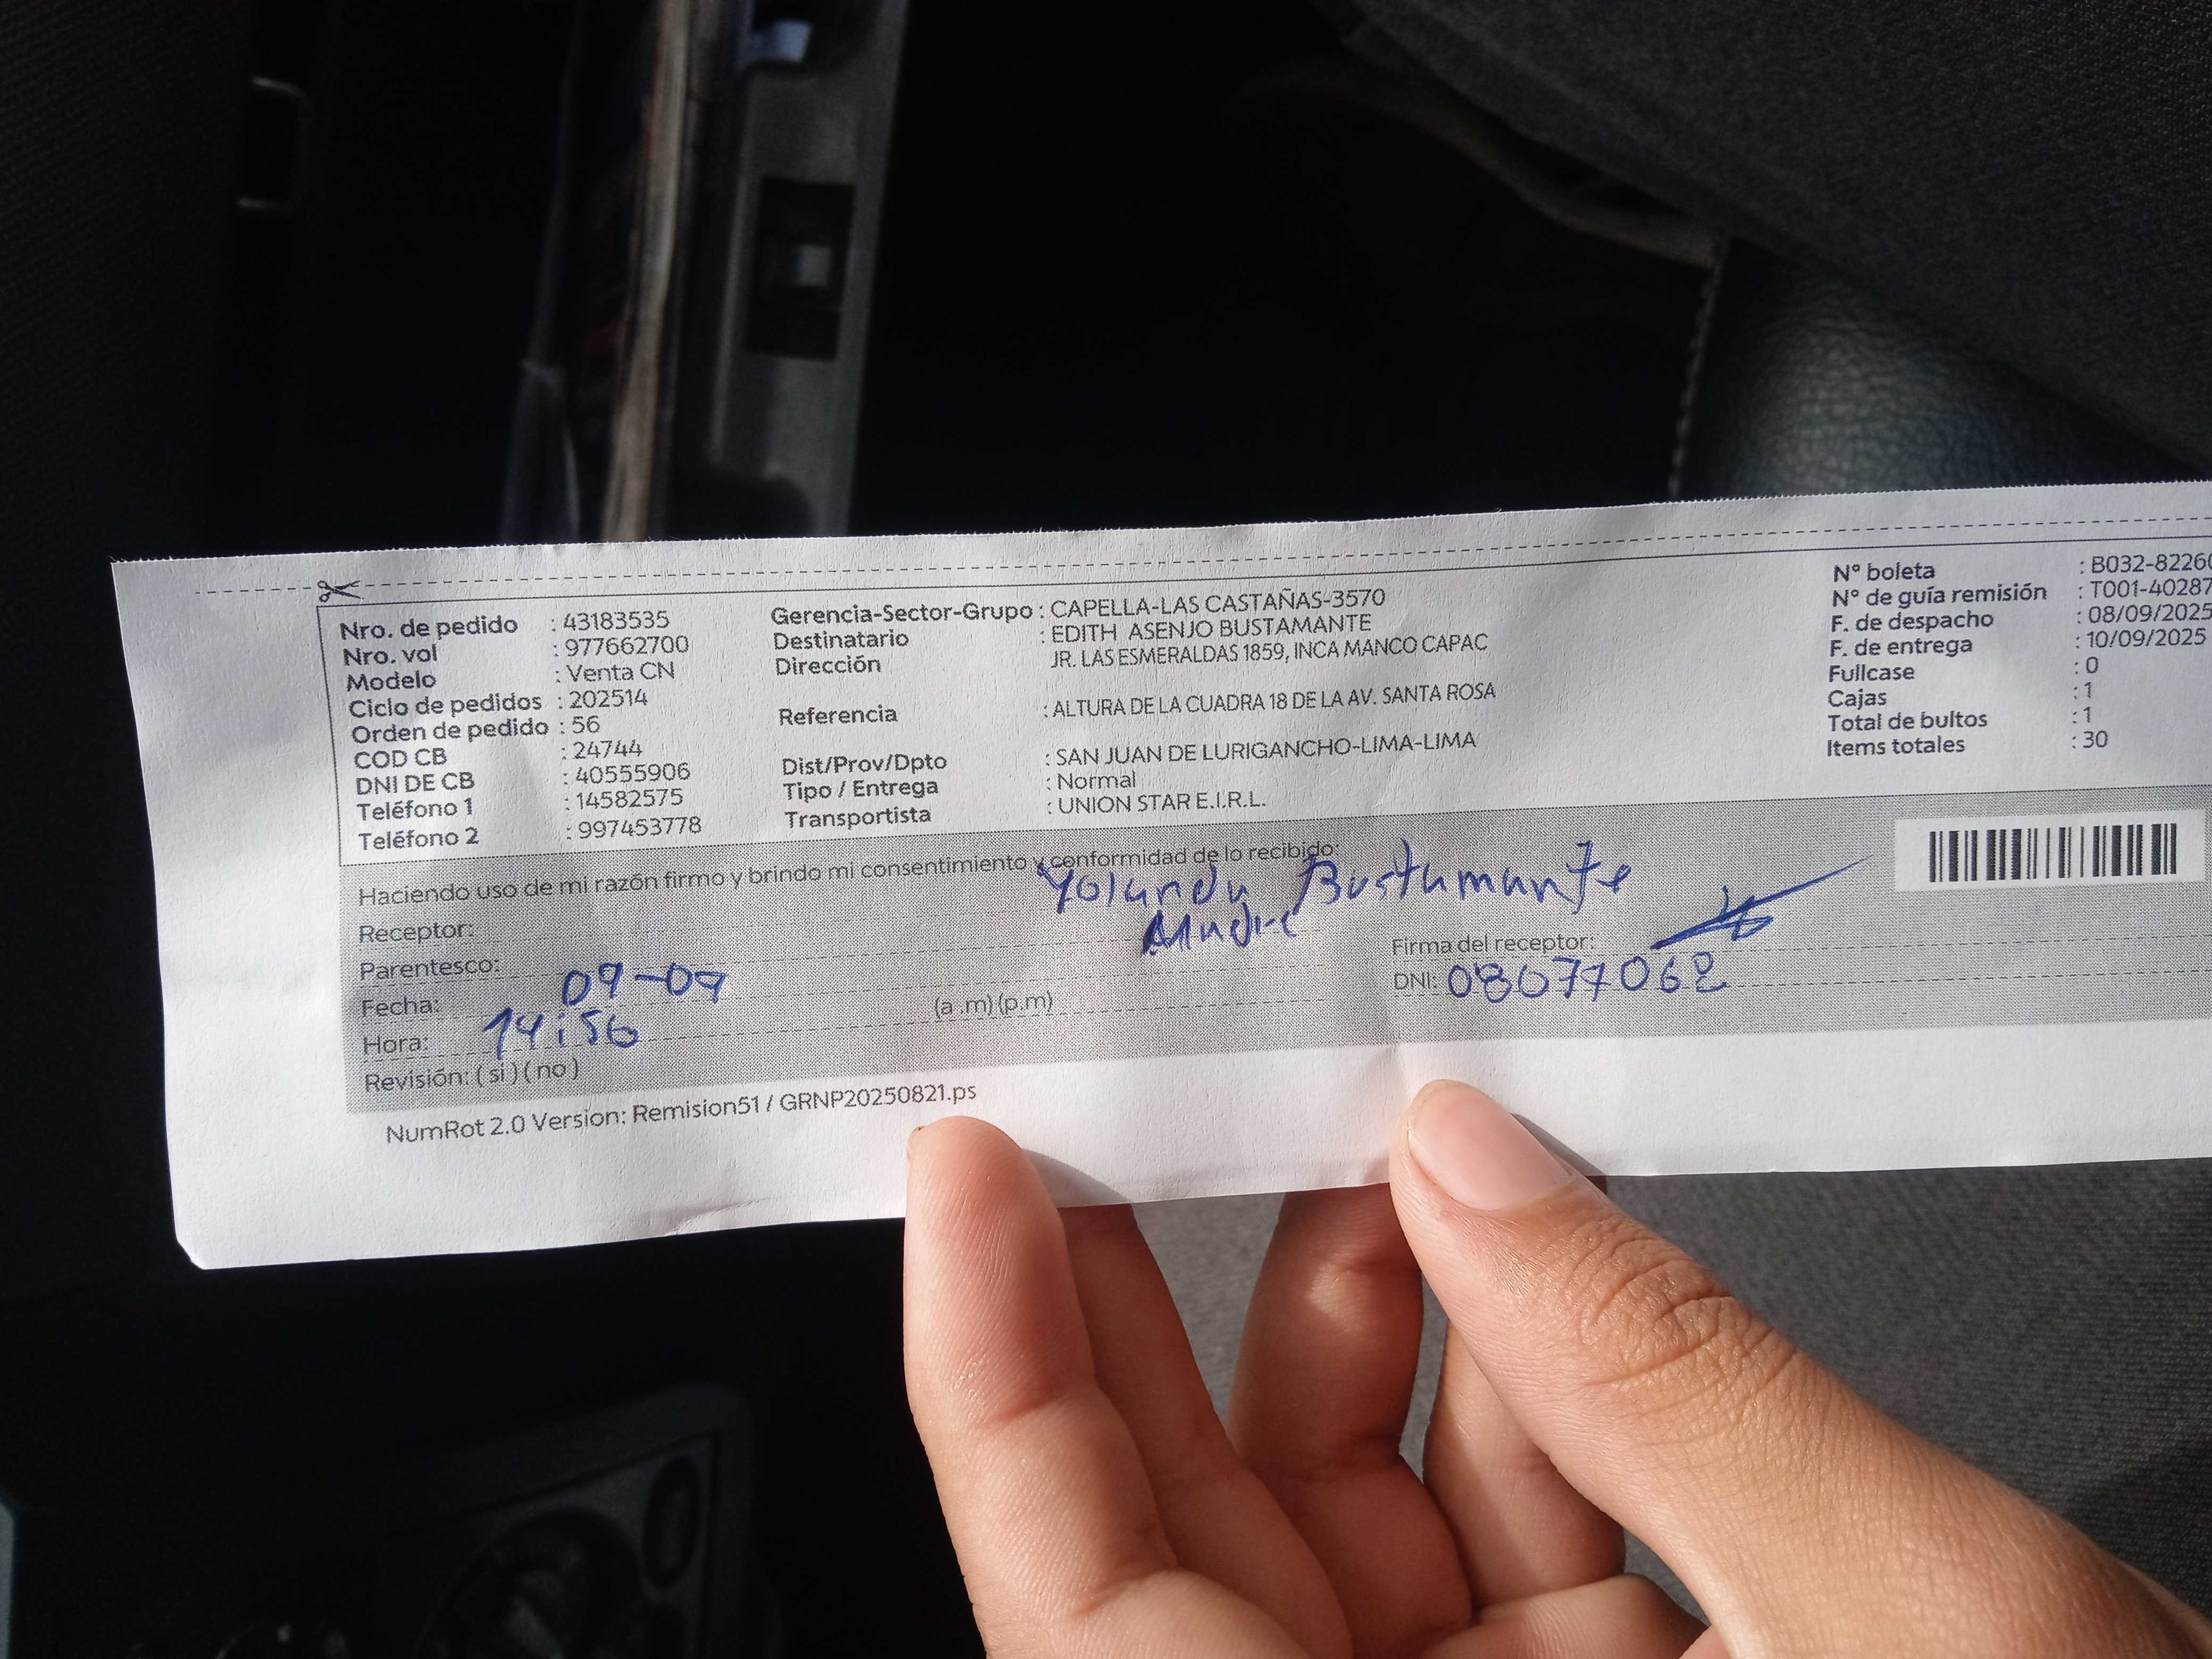 Nro. de pedido : 43183535
Nro. vol : 977662700
Modelo : Venta CN
Ciclo de pedidos : 202514
Orden de pedido : 56
COD CB : 24744
DNI DE CB : 40555906
Teléfono 1 : 14582575
Teléfono 2 : 997453778
Gerencia-Sector-Grupo : CAPELLA-LAS CASTAÑAS-3570
Destinatario : EDITH ASENJO BUSTAMANTE
Dirección JR. LAS ESMERALDAS 1859, INCA MANCO CAPAC
Referencia : ALTURA DE LA CUADRA 18 DE LA AV. SANTA ROSA
Dist/Prov/Dpto : SAN JUAN DE LURIGANCHO-LIMA-LIMA
Tipo / Entrega : Normal
Transportista : UNION STAR E.I.R.L.
N° boleta : B032-8226
N° de guía remisión : T001-40287
F. de despacho : 08/09/2025
F. de entrega : 10/09/2025
Fullcase : 0
Cajas : 1
Total de bultos : 1
Items totales : 30
Haciendo uso de mi razón firmo y brindo mi consentimiento y conformidad de lo recibido:
Receptor: Yolanda Bustamante
Parentesco: Madre
Firma del receptor:
Fecha: 09-09
DNI: 08077062
Hora: 14:56 (a .m) (p.m)
Revisión: ( si ) ( no )
NumRot 2.0 Version: Remision51 / GRNP20250821.ps